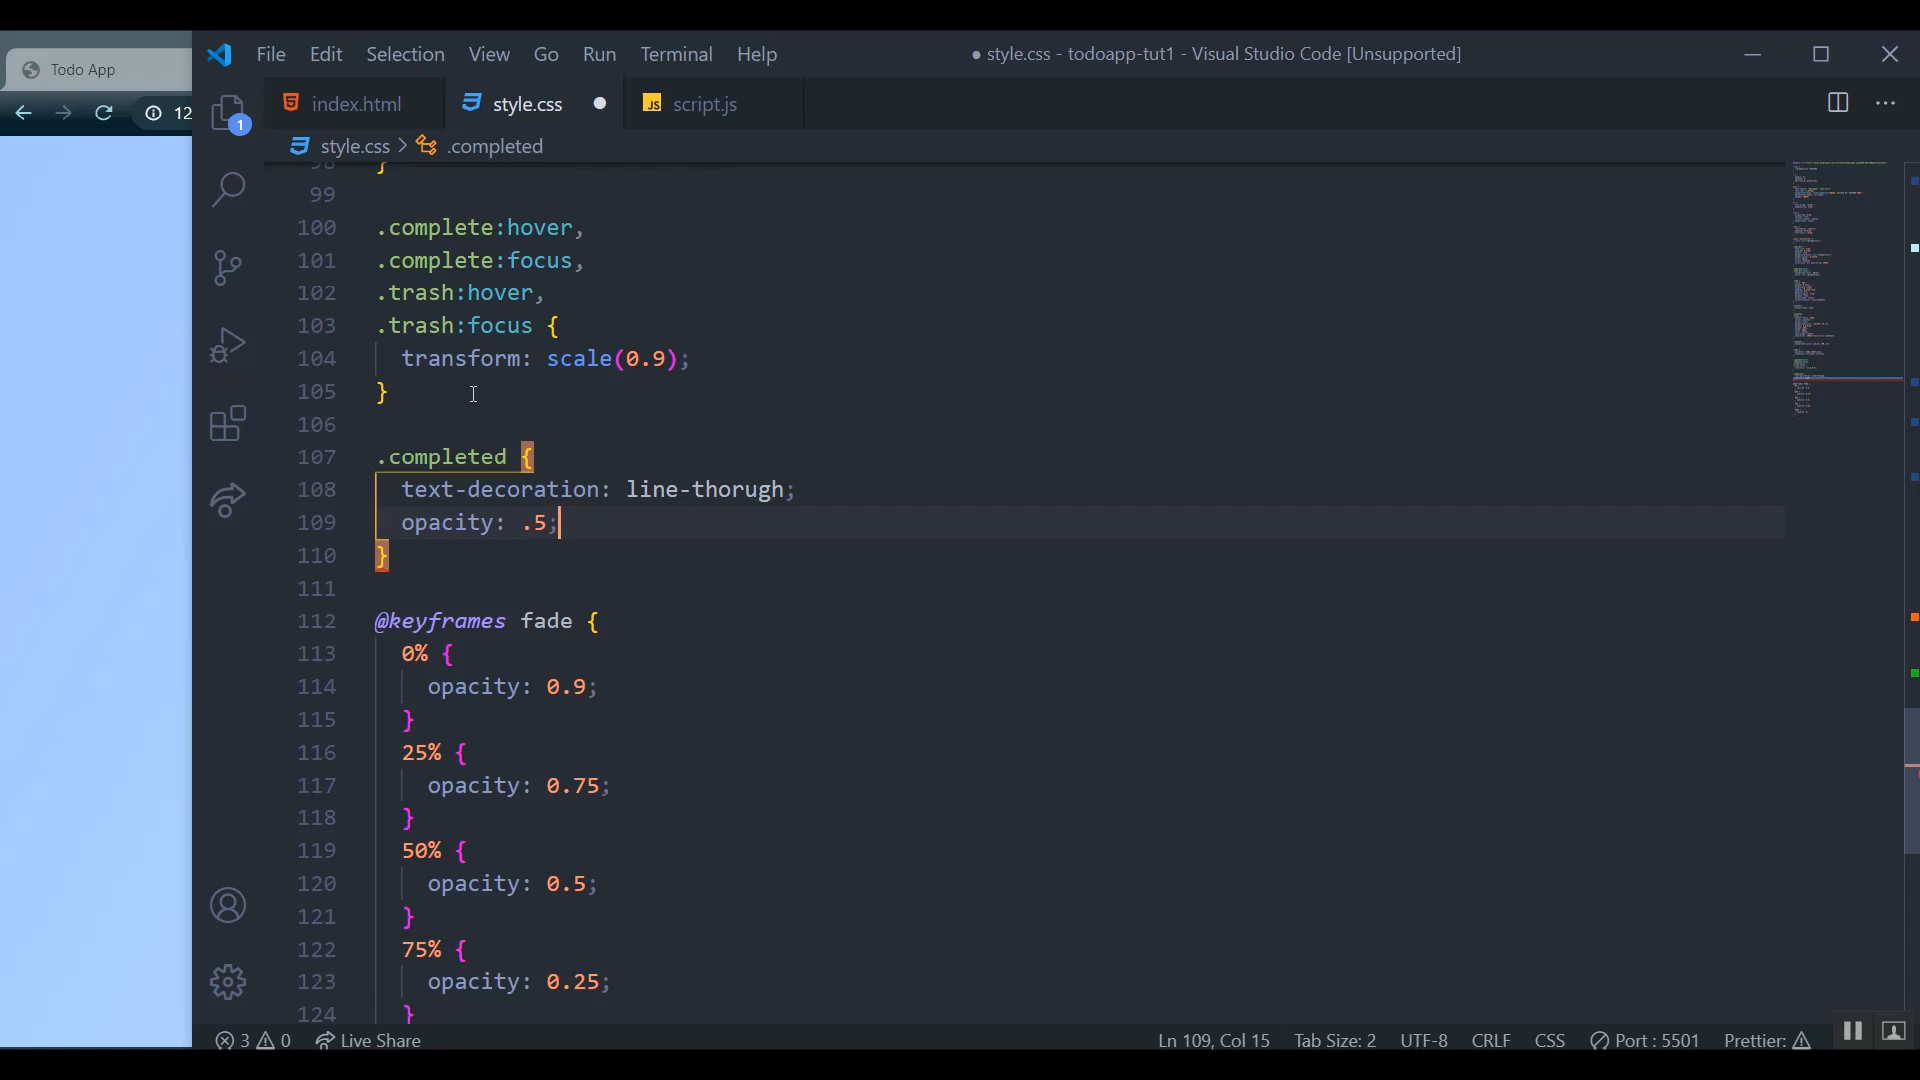 Todo App
12
File Edit Selection View Go Run Terminal Help
● style.css - todoapp-tut1 - Visual Studio Code [Unsupported]
index.html
style.css
JS script.js
1
style.css > .completed
98 }
99
100 .complete:hover,
101 .complete:focus,
102 .trash:hover,
103 .trash:focus {
104 transform: scale(0.9);
105 }
106
107 .completed {
108 text-decoration: line-thorugh;
109 opacity: .5;
110 }
111
112 @keyframes fade {
113 0% {
114 opacity: 0.9;
115 }
116 25% {
117 opacity: 0.75;
118 }
119 50% {
120 opacity: 0.5;
121 }
122 75% {
123 opacity: 0.25;
124 }
3 0 Live Share
Ln 109, Col 15 Tab Size: 2 UTF-8 CRLF CSS Port : 5501 Prettier: